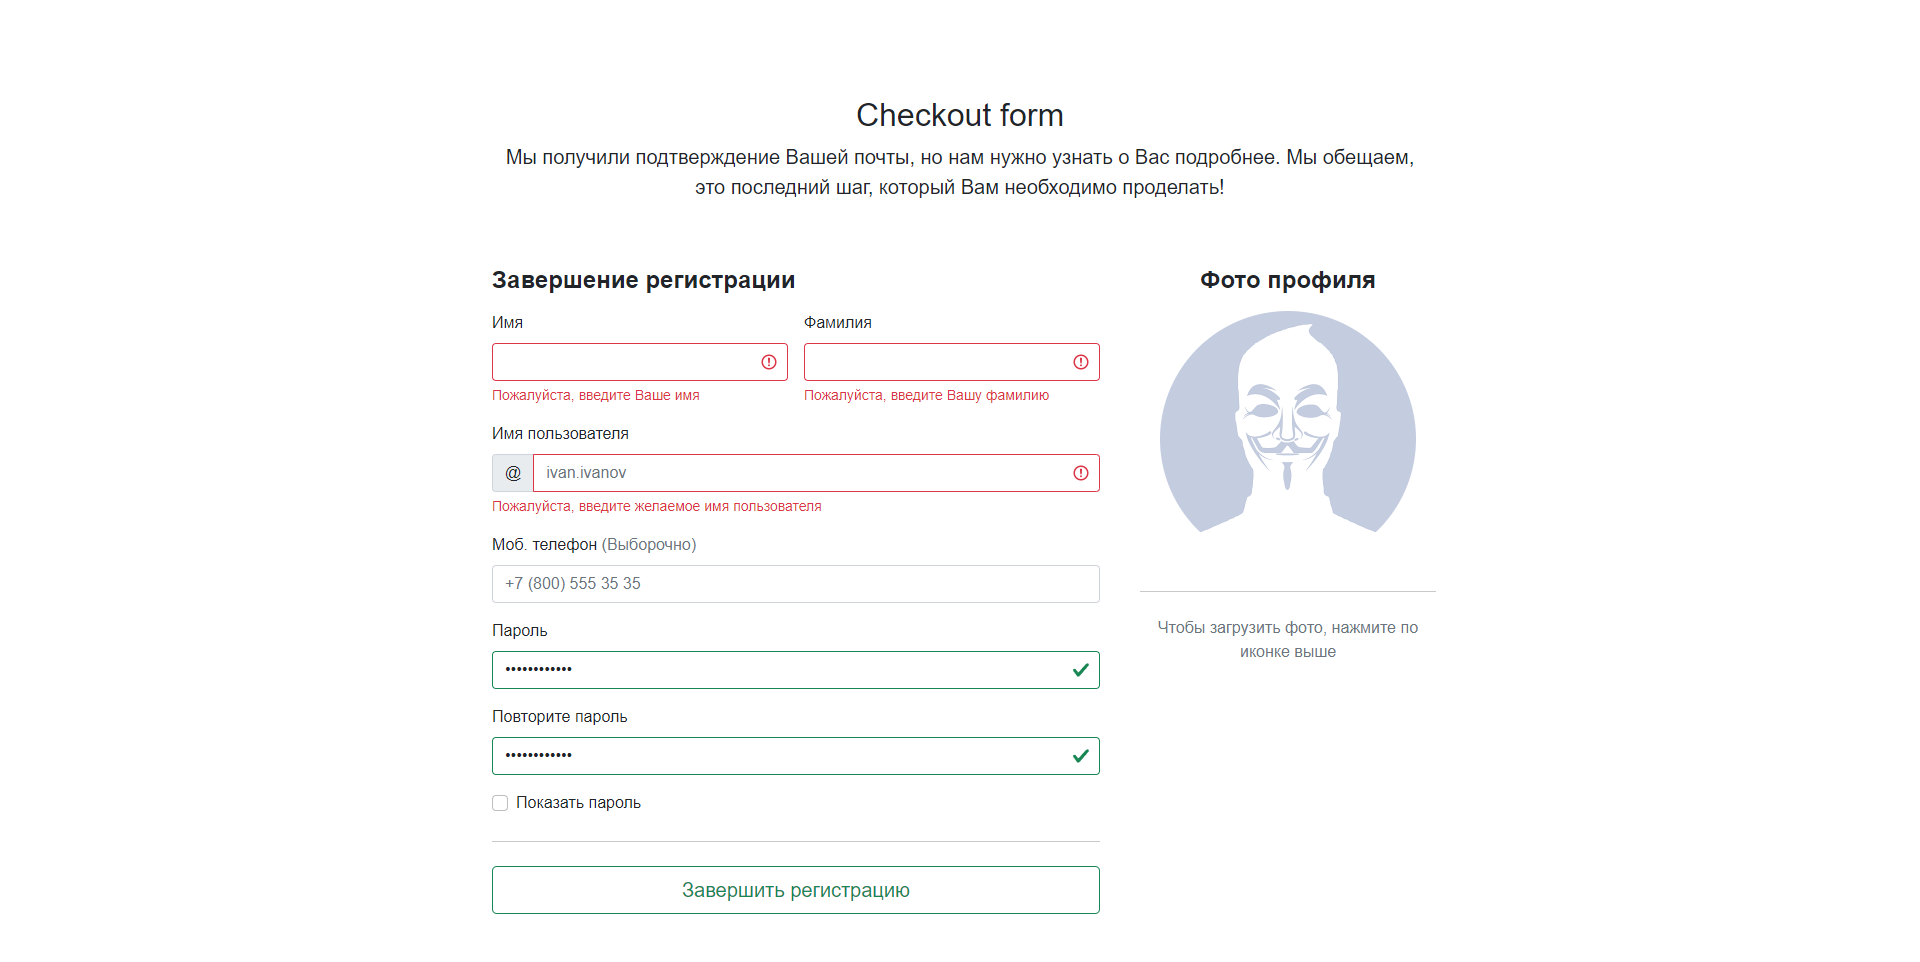 Checkout form
Мы получили подтверждение Вашей почты, но нам нужно узнать о Вас подробнее. Мы обещаем,
это последний шаг, который Вам необходимо проделать!
Завершение регистрации
Имя
Фамилия
Пожалуйста, введите Ваше имя
Пожалуйста, введите Вашу фамилию
Имя пользователя
@ ivan.ivanov
Пожалуйста, введите желаемое имя пользователя
Моб. телефон (Выборочно)
+7 (800) 555 35 35
Пароль
••••••••••••
Повторите пароль
••••••••••••
Показать пароль
Завершить регистрацию
Фото профиля
Чтобы загрузить фото, нажмите по
иконке выше